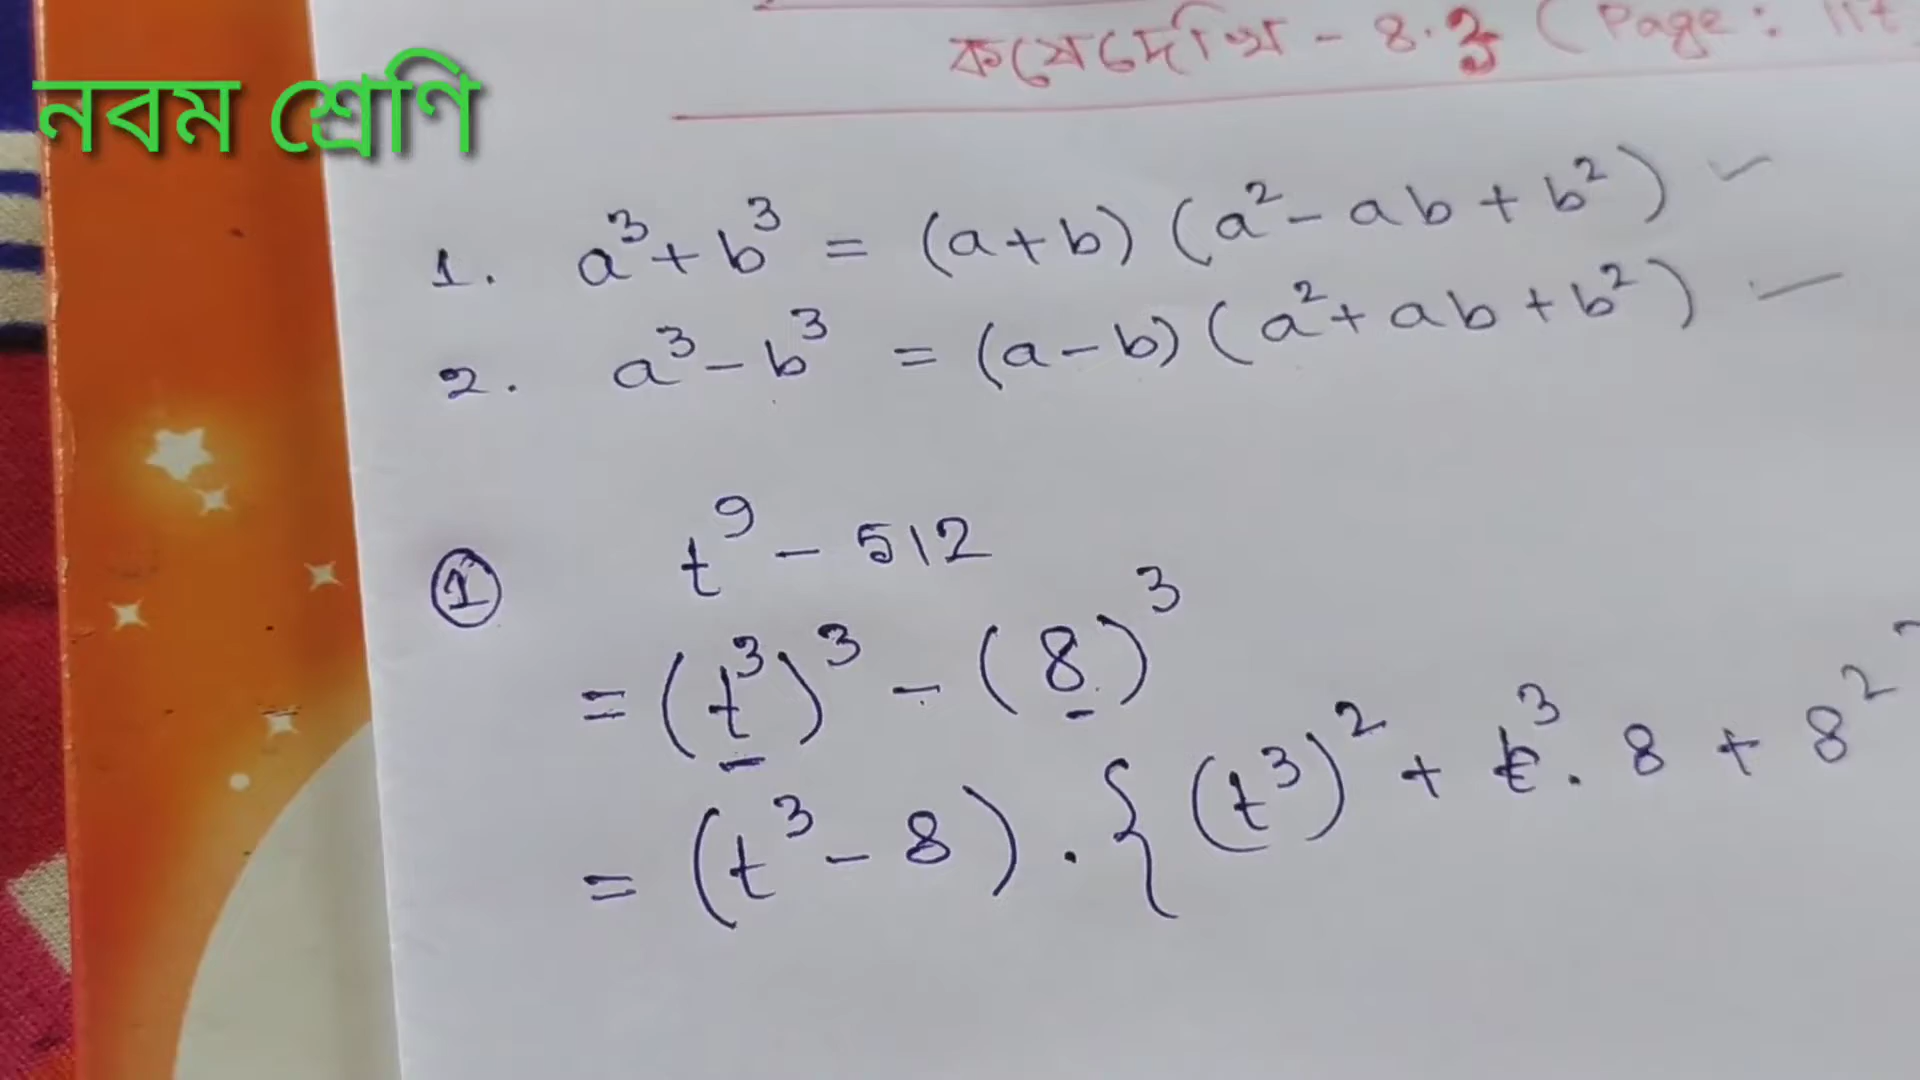 কষে দেখি - 8.3 (Page:
নবম শ্রেণি
1. a³ + b³ = (a+b) (a² - ab + b²)
2. a³ - b³ = (a-b) (a² + ab + b²)
① t⁹ - 512
= (t³)³ - (8)³
= (t³ - 8) . { (t³)² + t³ . 8 + 8²